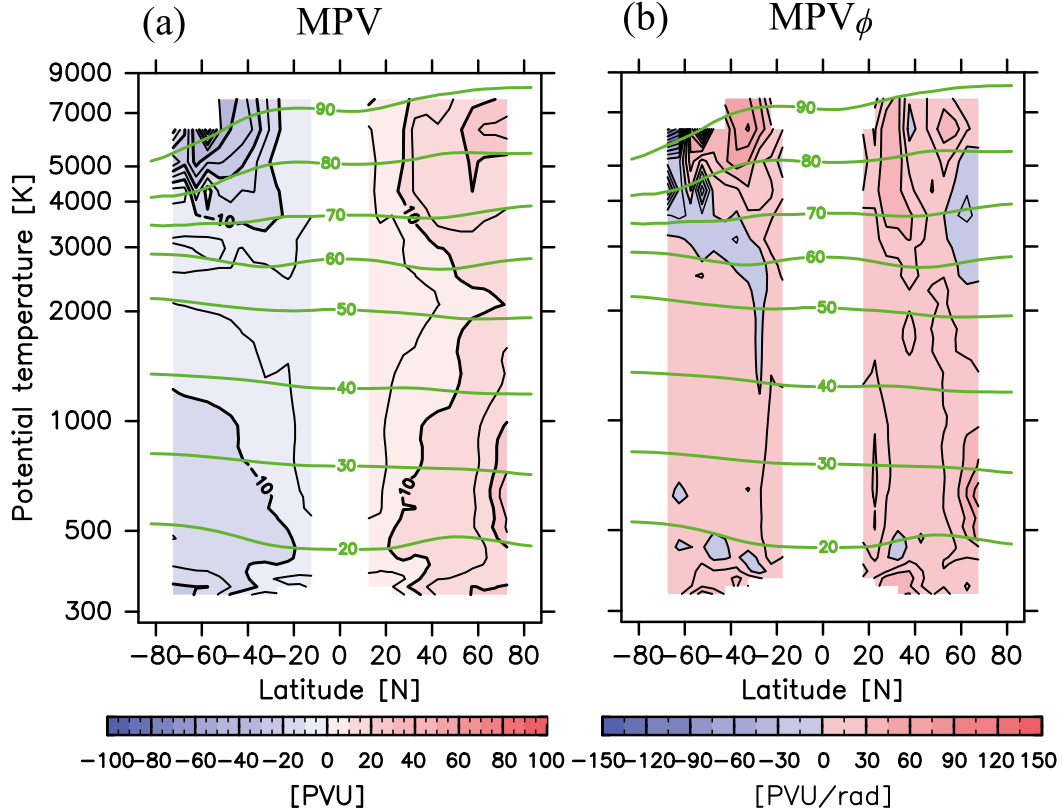 (a) MPV
(b) MPVϕ
9000
7000
5000
4000
3000
2000
1000
500
300
Potential temperature [K]
90
80
70
60
50
40
30
20
-10
10
-10
10
90
80
70
60
50
40
30
20
-80 -60 -40 -20 0 20 40 60 80
-80 -60 -40 -20 0 20 40 60 80
Latitude [N]
Latitude [N]
-100 -80 -60 -40 -20 0 20 40 60 80 100
-150 -120 -90 -60 -30 0 30 60 90 120 150
[PVU]
[PVU/rad]